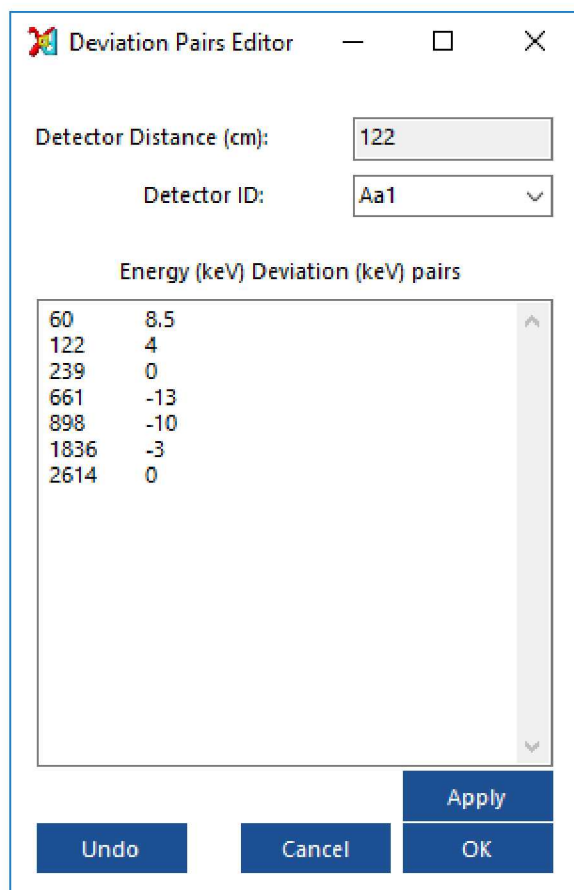 Deviation Pairs Editor
Detector Distance (cm): 122
Detector ID: Aa1
Energy (keV) Deviation (keV) pairs
60 8.5
122 4
239 0
661 -13
898 -10
1836 -3
2614 0
Apply
Undo Cancel OK